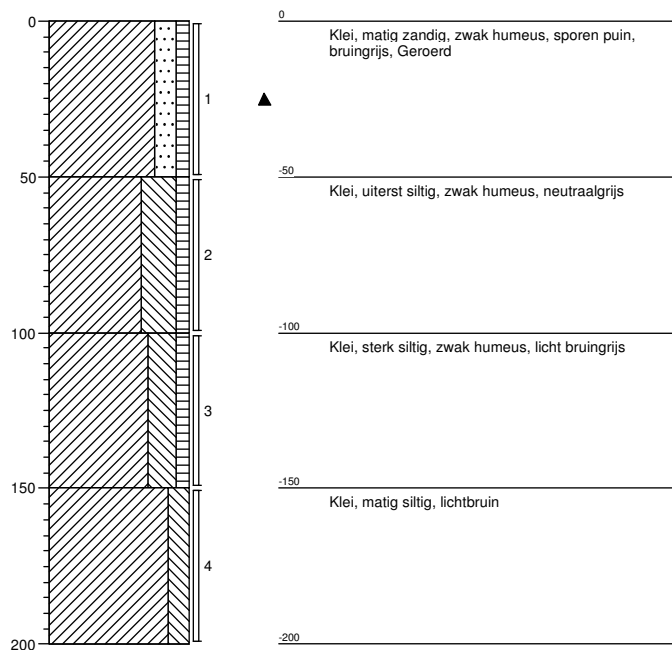 0
0
Klei, matig zandig, zwak humeus, sporen puin,
bruingrijs, Geroerd
1
50
-50
Klei, uiterst siltig, zwak humeus, neutraalgrijs
2
100
-100
Klei, sterk siltig, zwak humeus, licht bruingrijs
3
150
-150
Klei, matig siltig, lichtbruin
4
200
-200